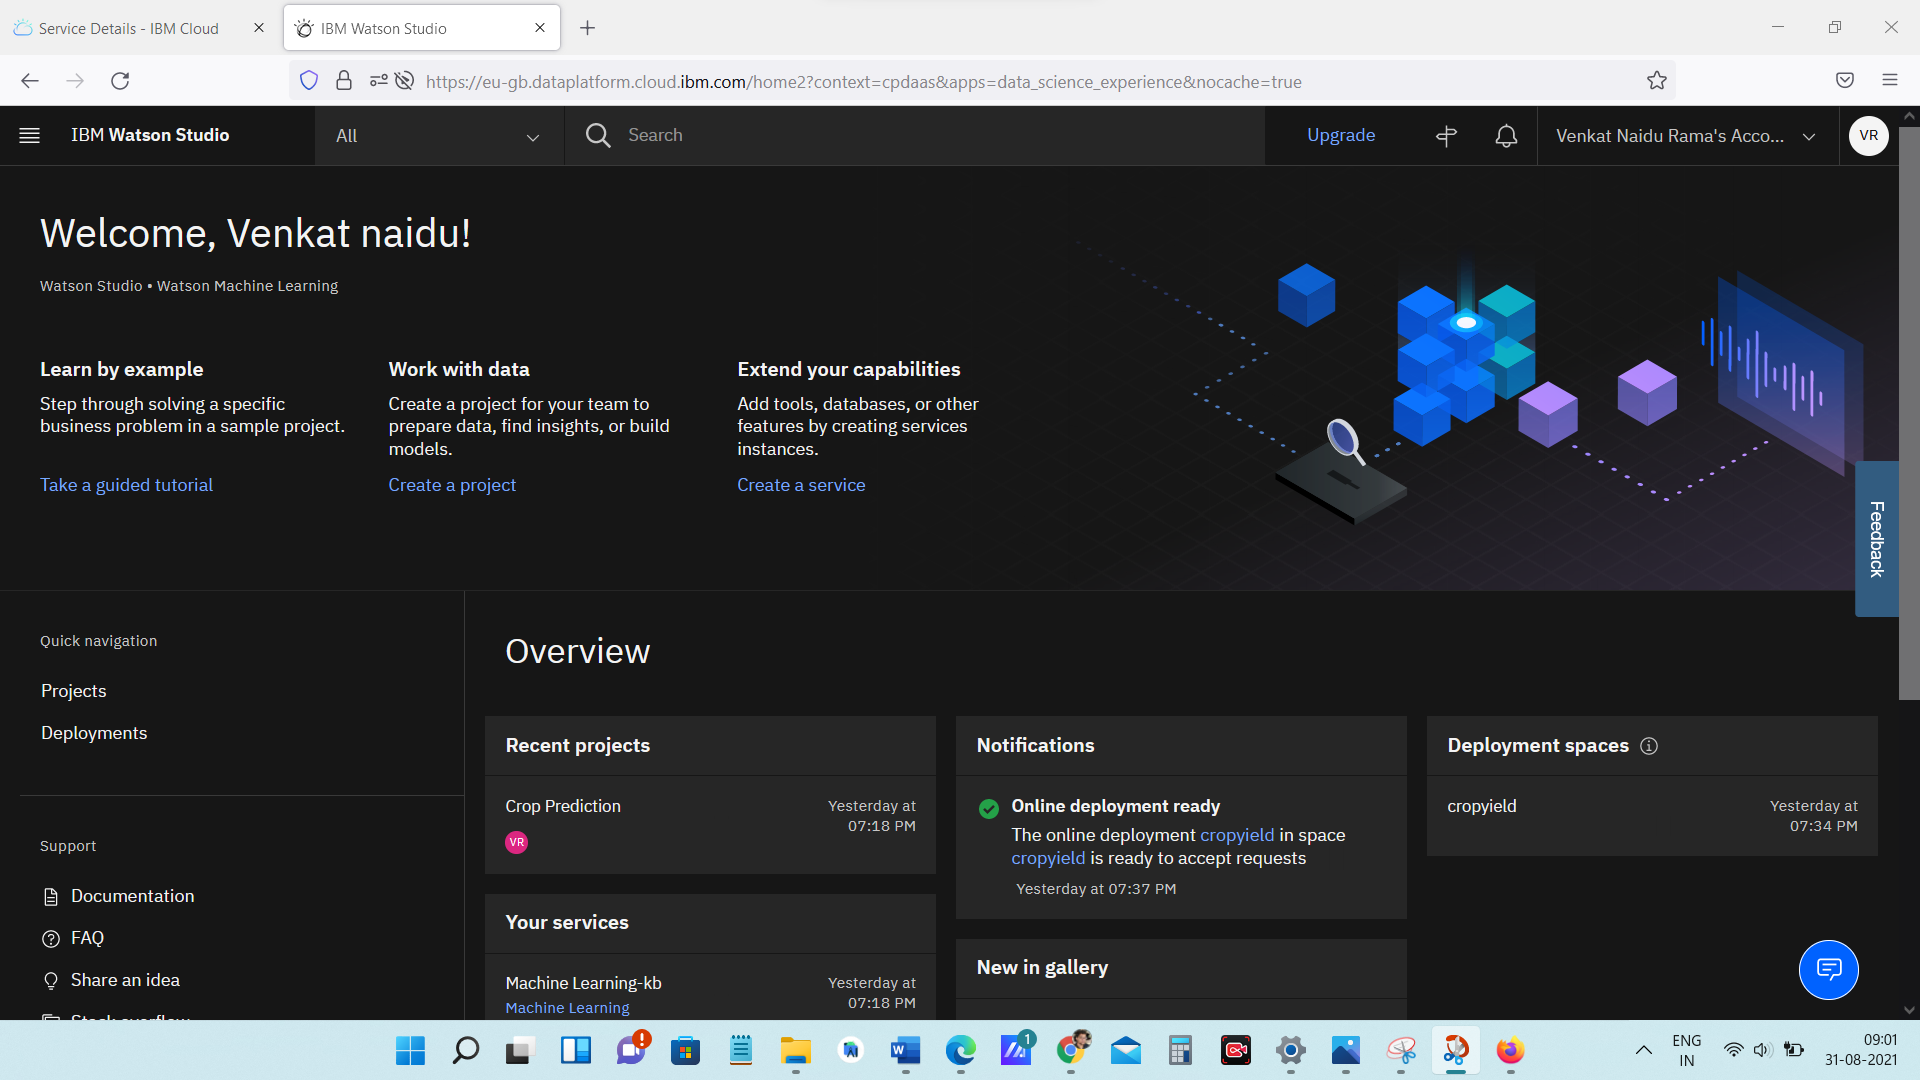 Service Details - IBM Cloud
IBM Watson Studio
https://eu-gb.dataplatform.cloud.ibm.com/home2?context=cpdaas&apps=data_science_experience&nocache=true
IBM Watson Studio
All
Search
Upgrade
Venkat Naidu Rama's Acco...
VR
Welcome, Venkat naidu!
Watson Studio • Watson Machine Learning
Learn by example
Step through solving a specific
business problem in a sample project.
Take a guided tutorial
Work with data
Create a project for your team to
prepare data, find insights, or build
models.
Create a project
Extend your capabilities
Add tools, databases, or other
features by creating services
instances.
Create a service
Feedback
Quick navigation
Projects
Deployments
Support
Documentation
FAQ
Share an idea
Stack overflow
Overview
Recent projects
Crop Prediction
Yesterday at
07:18 PM
VR
Your services
Machine Learning-kb
Machine Learning
Yesterday at
07:18 PM
Notifications
Online deployment ready
The online deployment cropyield in space
cropyield is ready to accept requests
Yesterday at 07:37 PM
New in gallery
Deployment spaces
cropyield
Yesterday at
07:34 PM
1
ENG
IN
09:01
31-08-2021